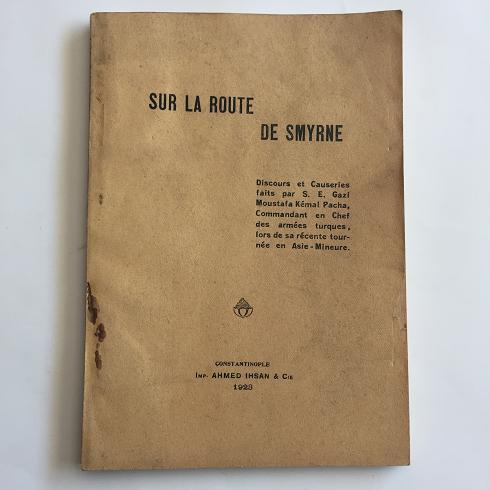 SUR LA ROUTE
DE SMYRNE
Discours et Causeries
faits par S. E. Gazi
Moustafa Kémal Pacha,
Commandant en Chef
des armées turques,
lors de sa récente tour-
née en Asie-Mineure.
CONSTANTINOPLE
IMP. AHMED IHSAN & CIE
1923